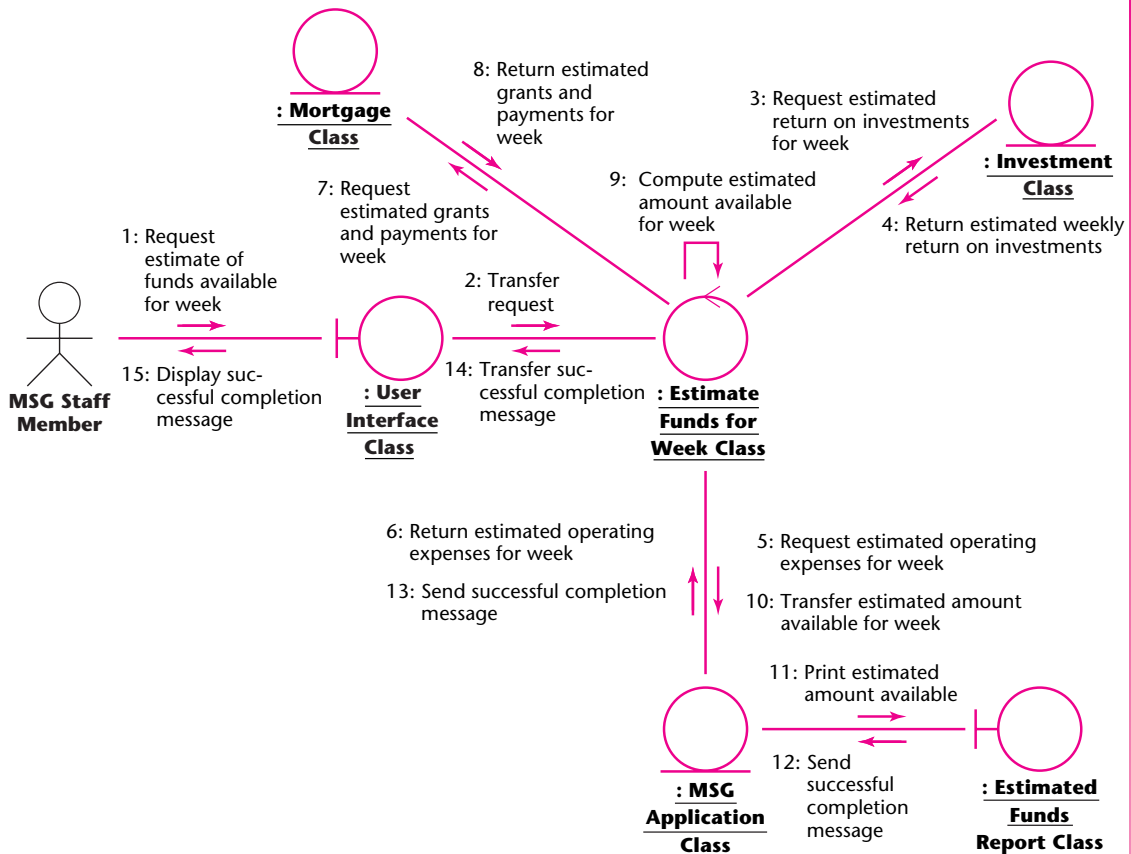 8: Return estimated
grants and
payments for
week
: Mortgage
Class
3: Request estimated
return on investments
for week
: Investment
Class
7: Request
estimated grants
and payments for
week
9: Compute estimated
amount available
for week
4: Return estimated weekly
return on investments
1: Request
estimate of
funds available
for week
2: Transfer
request
MSG Staff
Member
15: Display suc-
cessful completion
message
: User
Interface
Class
14: Transfer suc-
cessful completion
message
: Estimate
Funds for
Week Class
6: Return estimated operating
expenses for week
13: Send successful completion
message
5: Request estimated operating
expenses for week
10: Transfer estimated amount
available for week
11: Print estimated
amount available
: MSG
Application
Class
12: Send
successful
completion
message
: Estimated
Funds
Report Class